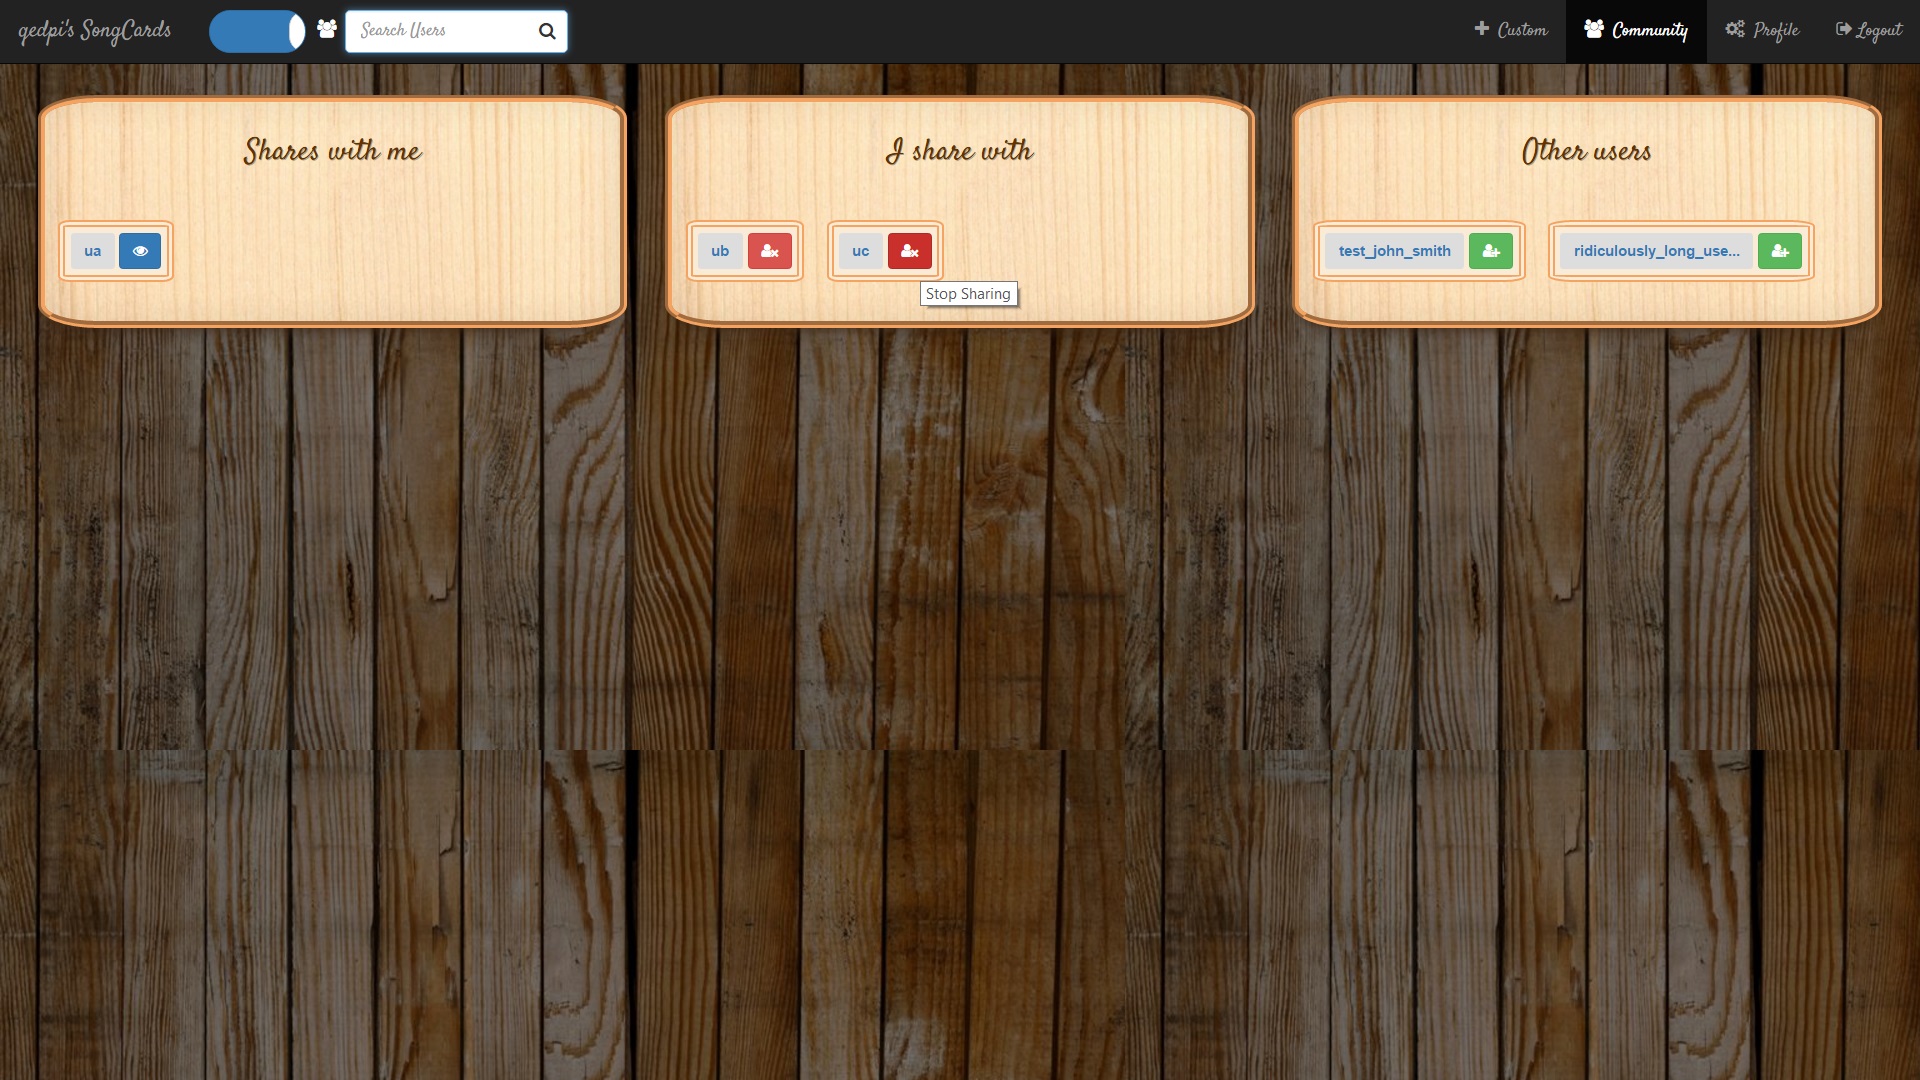 qedpi's SongCards
Search Users
Custom
Community
Profile
Logout
Shares with me
ua
I share with
ub
uc
Stop Sharing
Other users
test_john_smith
ridiculously_long_use...